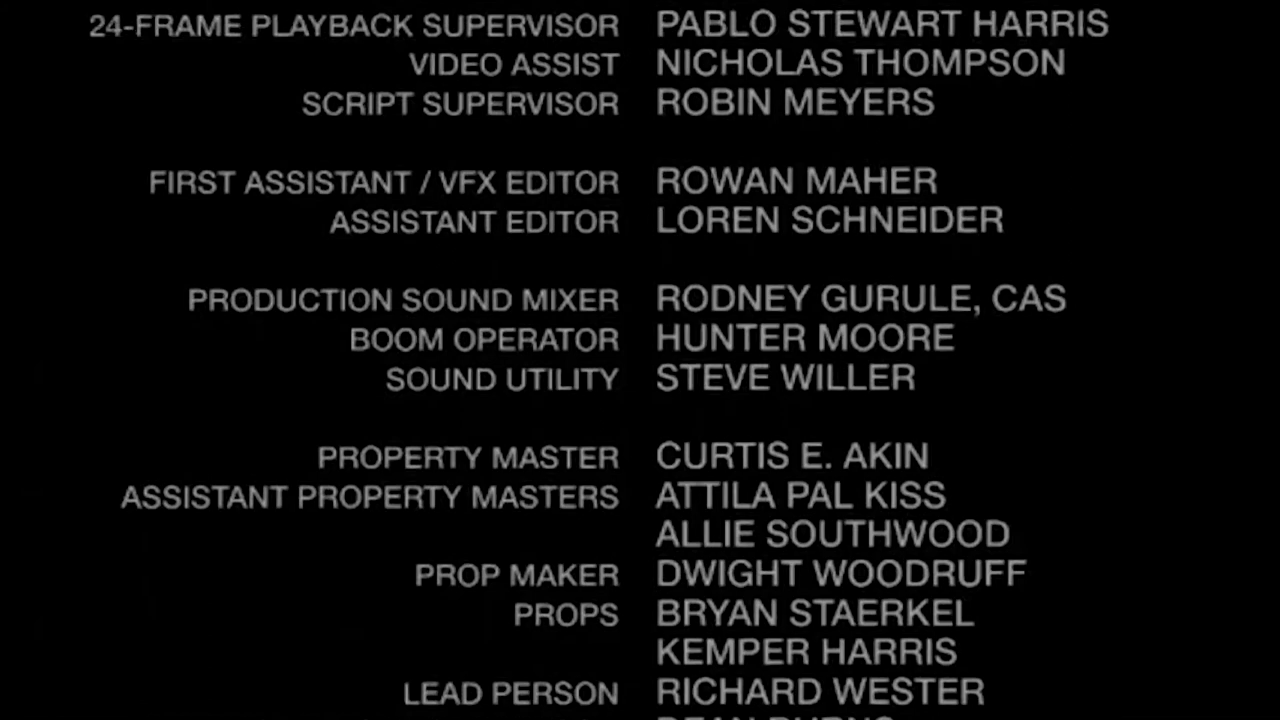 24-FRAME PLAYBACK SUPERVISOR PABLO STEWART HARRIS
VIDEO ASSIST NICHOLAS THOMPSON
SCRIPT SUPERVISOR ROBIN MEYERS
FIRST ASSISTANT / VFX EDITOR ROWAN MAHER
ASSISTANT EDITOR LOREN SCHNEIDER
PRODUCTION SOUND MIXER RODNEY GURULE, CAS
BOOM OPERATOR HUNTER MOORE
SOUND UTILITY STEVE WILLER
PROPERTY MASTER CURTIS E. AKIN
ASSISTANT PROPERTY MASTERS ATTILA PAL KISS
ALLIE SOUTHWOOD
PROP MAKER DWIGHT WOODRUFF
PROPS BRYAN STAERKEL
KEMPER HARRIS
LEAD PERSON RICHARD WESTER